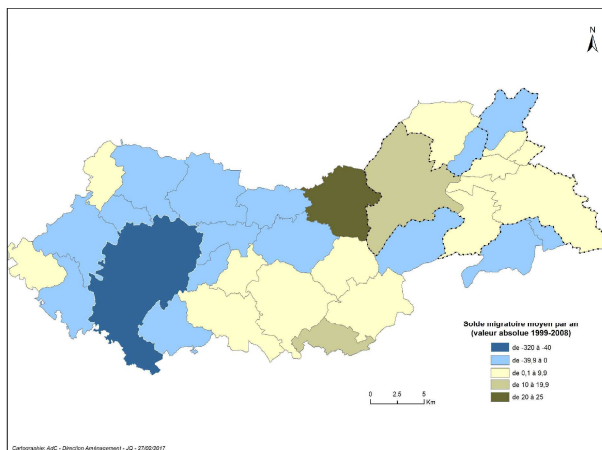 N
Solde migratoire moyen par an
(valeur absolue 1999-2008)
de -320 à -40
de -39,9 à 0
de 0,1 à 9,9
de 10 à 19,9
de 20 à 25
0 2.5 5
Km
Cartographie: AdC - Direction Aménagement - JQ - 27/02/2017